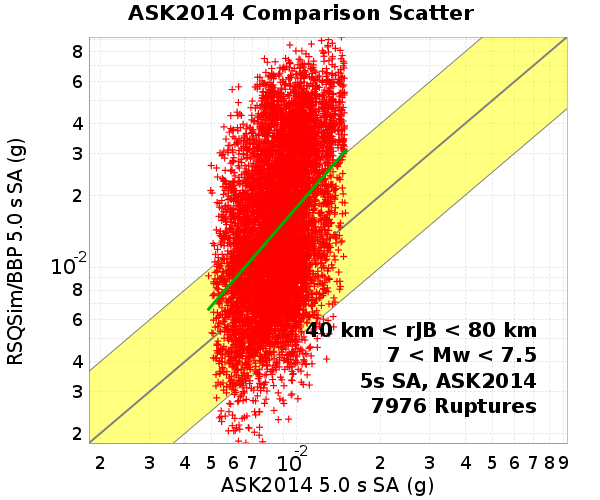 ASK2014 Comparison Scatter
RSQSim/BBP 5.0 s SA (g)
8
6
4
3
2
10-2
8
6
4
3
2
40 km < rJB < 80 km
7 < Mw < 7.5
5s SA, ASK2014
7976 Ruptures
2 3 4 5 6 7 10-2 2 3 4 5 6 7 8 9
ASK2014 5.0 s SA (g)